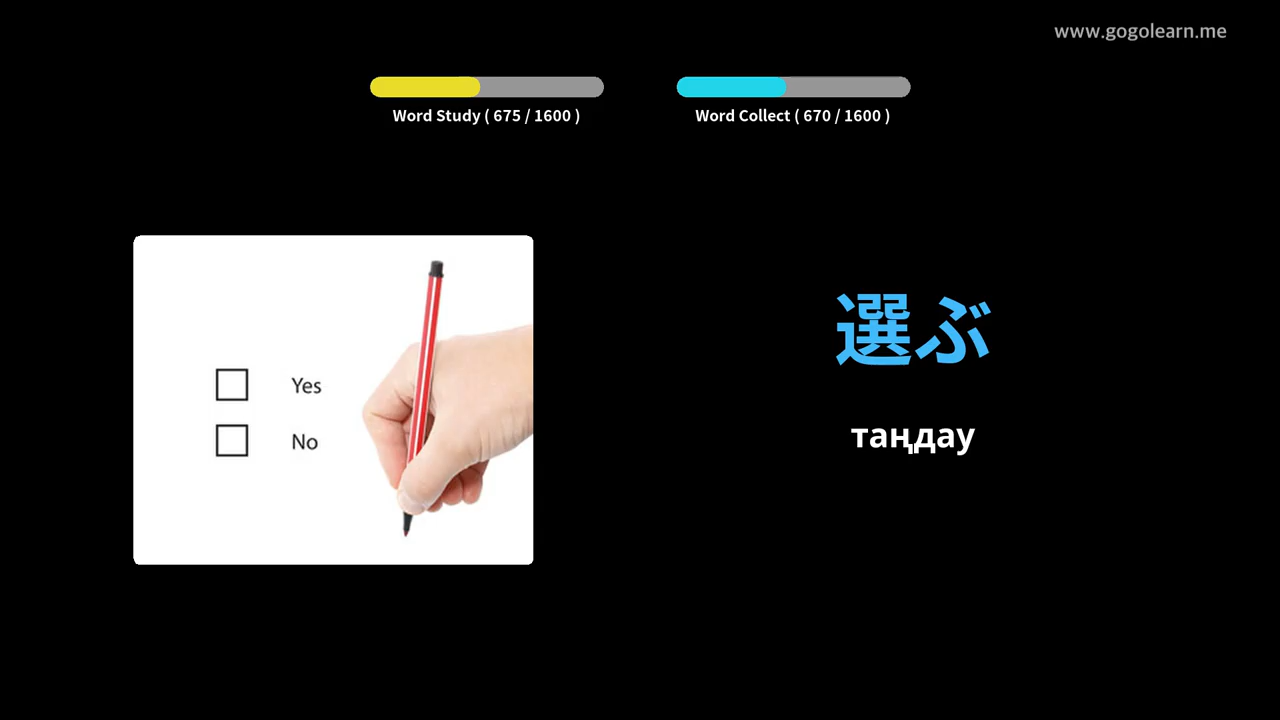 www.gogolearn.me
Word Study ( 675 / 1600 )
Word Collect ( 670 / 1600 )
Yes
No
選ぶ
таңдау